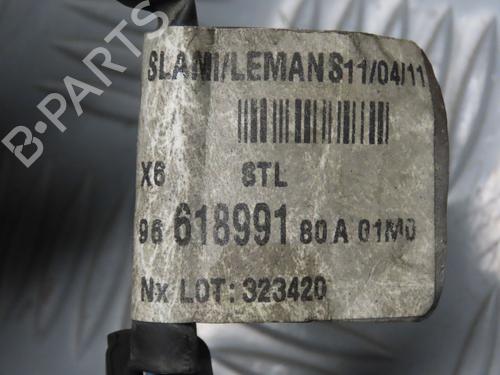 SLAMI/LEMANS11/04/11
X6 STL
96 618991 80 A 01M0
Nx LOT: 323420
B-PARTS